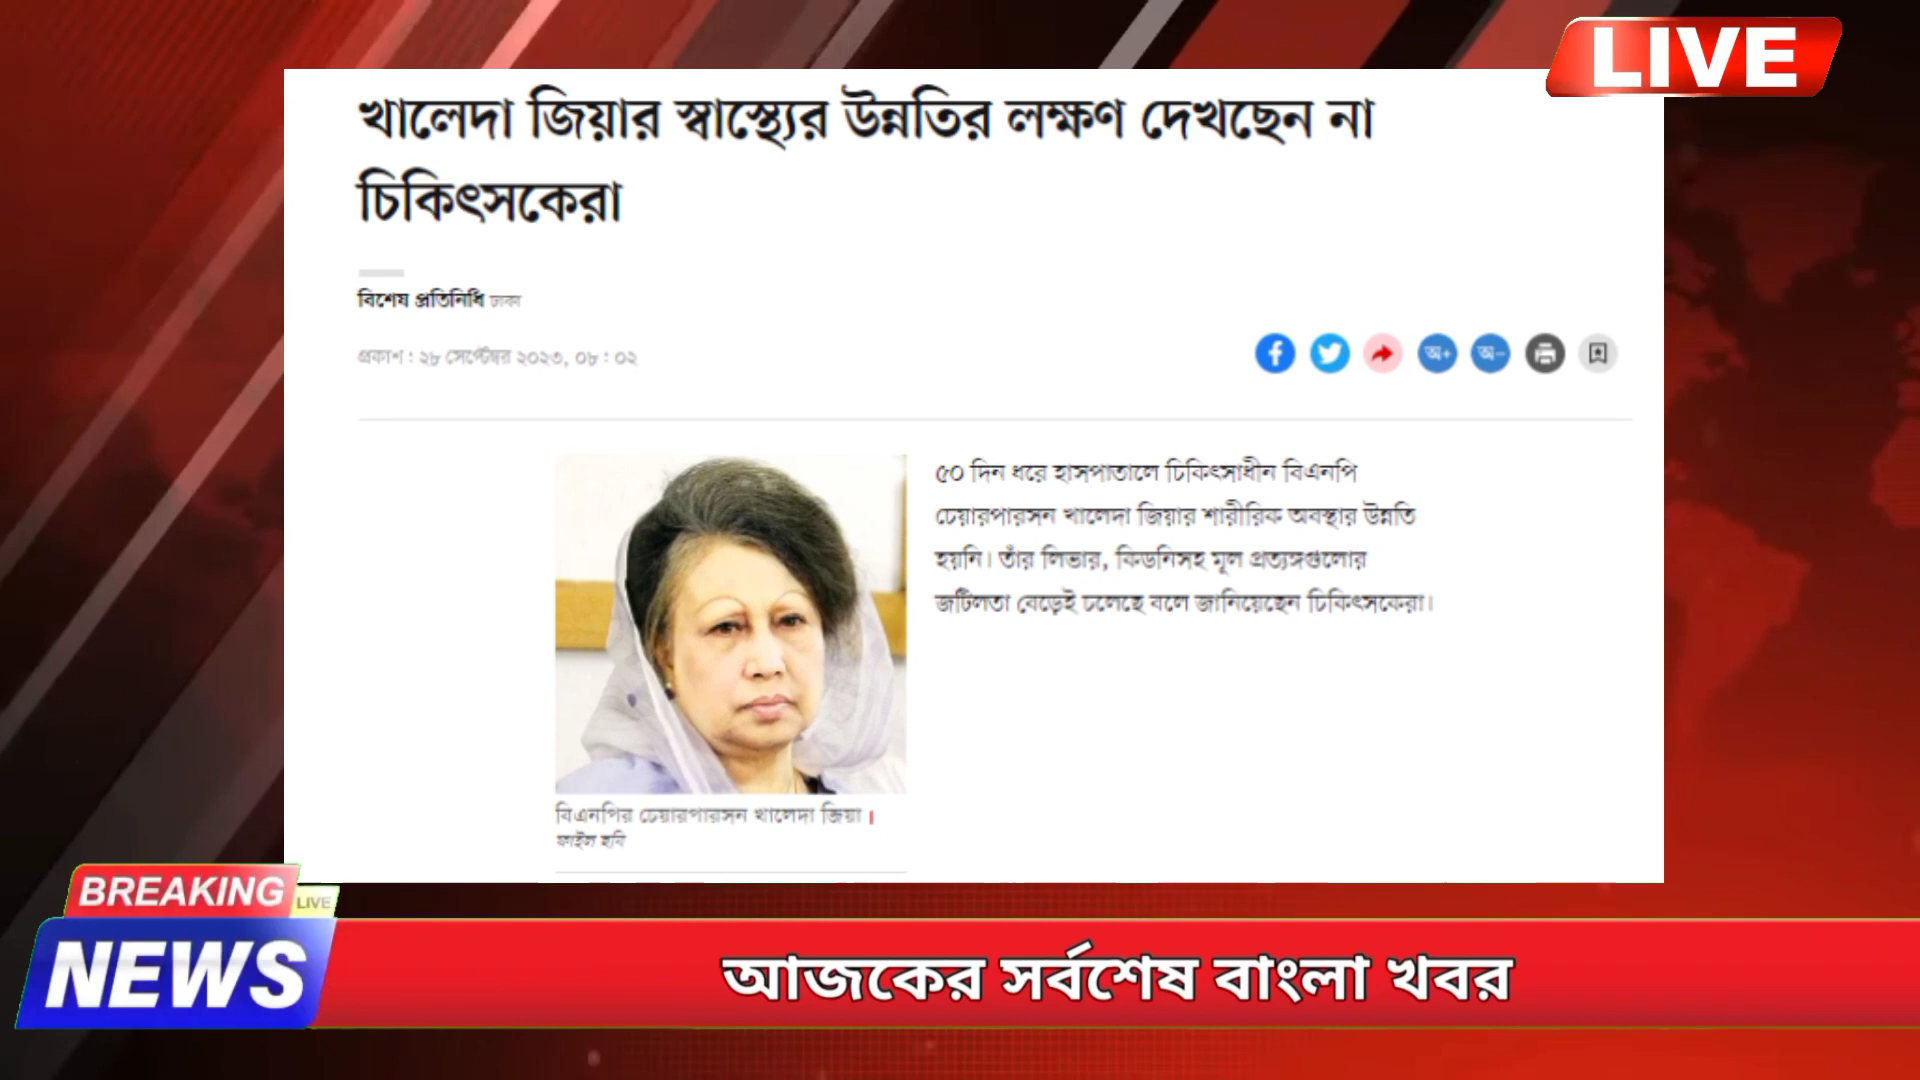 LIVE
খালেদা জিয়ার স্বাস্থ্যের উন্নতির লক্ষণ দেখছেন না
চিকিৎসকেরা
বিশেষ প্রতিনিধি ঢাকা
প্রকাশ : ২৮ সেপ্টেম্বর ২০২৩, ০৮ : ০২
অ+ অ-
৫০ দিন ধরে হাসপাতালে চিকিৎসাধীন বিএনপি
চেয়ারপারসন খালেদা জিয়ার শারীরিক অবস্থার উন্নতি
হয়নি। তাঁর লিভার, কিডনিসহ মূল প্রত্যঙ্গগুলোর
জটিলতা বেড়েই চলেছে বলে জানিয়েছেন চিকিৎসকেরা।
বিএনপির চেয়ারপারসন খালেদা জিয়া।
ফাইল ছবি
BREAKING
LIVE
NEWS
আজকের সর্বশেষ বাংলা খবর